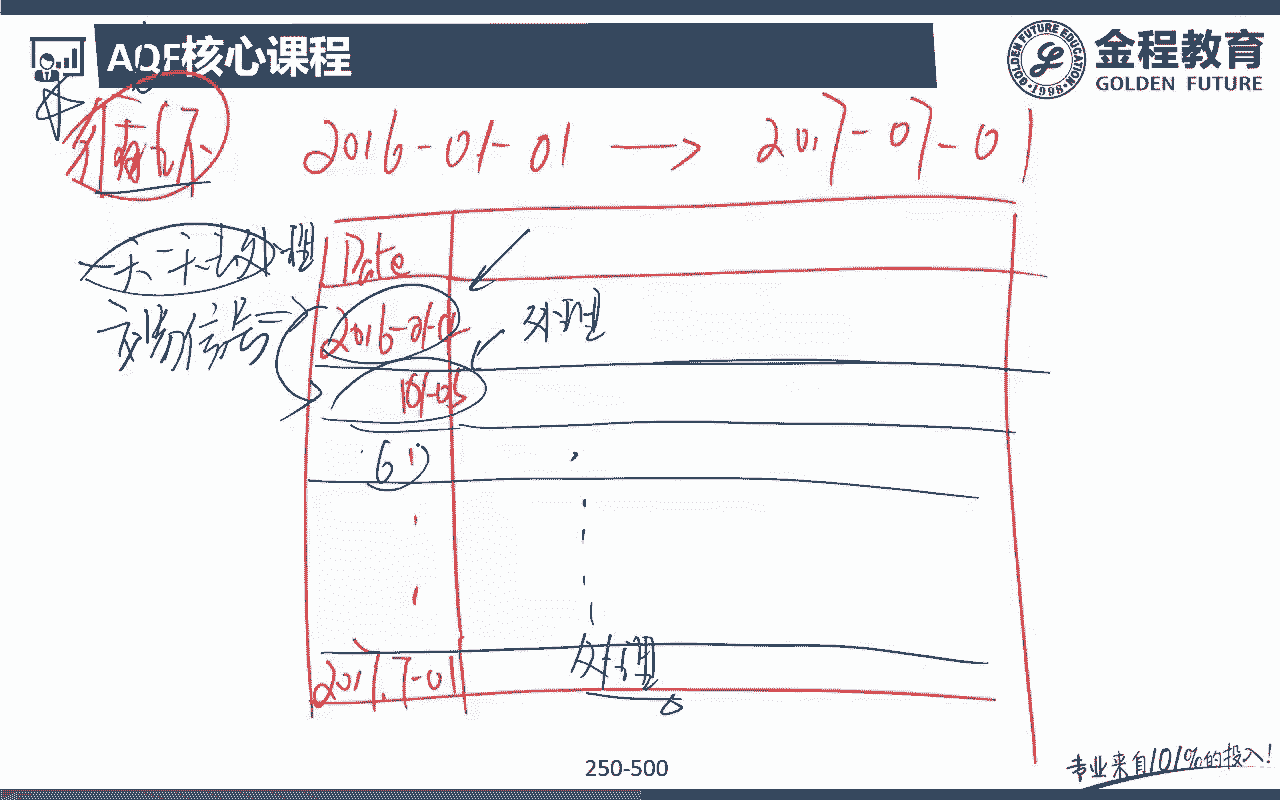 AQF核心课程
金程教育
GOLDEN FUTURE
GOLDEN FUTURE EDUCATION
·1998·
2016-01-01 → 2017-07-01
一天一天去处理
Date
交易信号
2016-01-01
处理
01-05
6)
2017.7-01
处理
250-500
专业来自101%的投入!